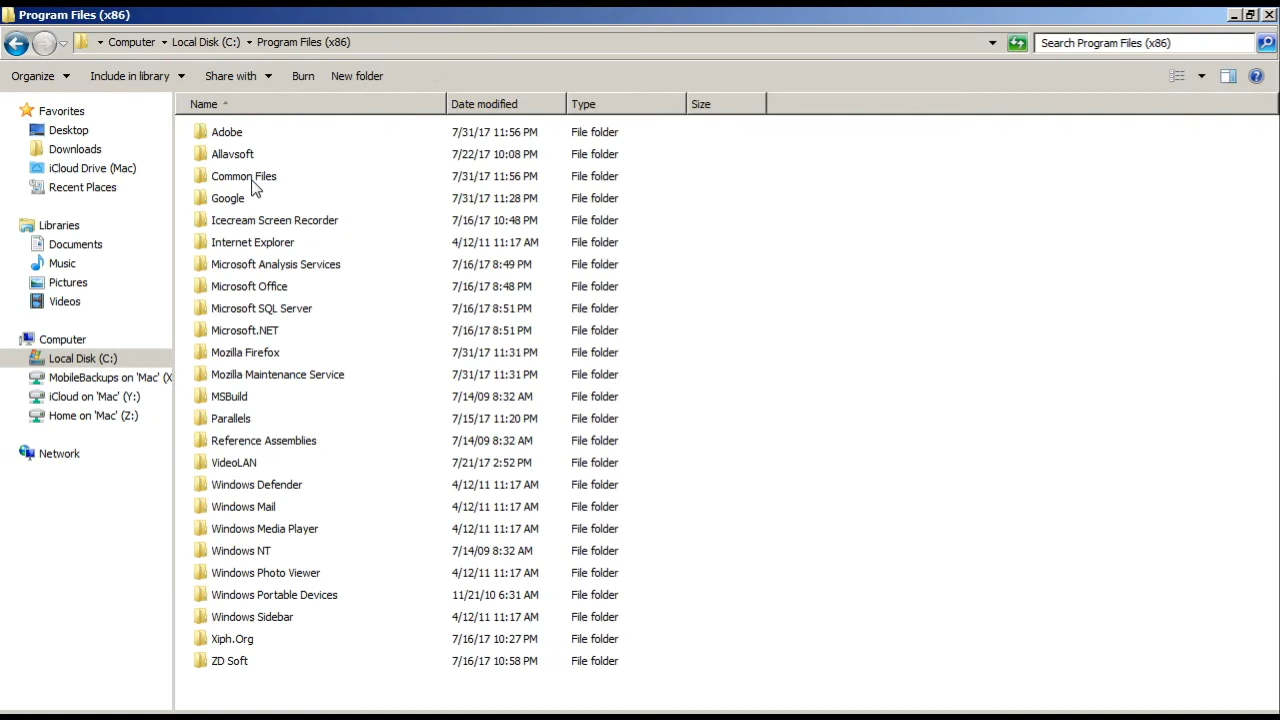 Program Files (x86)
Computer Local Disk (C:) Program Files (x86) Search Program Files (x86)
Organize Include in library Share with Burn New folder
Name Date modified Type Size
Favorites
Desktop
Downloads
iCloud Drive (Mac)
Recent Places
Libraries
Documents
Music
Pictures
Videos
Computer
Local Disk (C:)
MobileBackups on 'Mac' (X
iCloud on 'Mac' (Y:)
Home on 'Mac' (Z:)
Network
Adobe 7/31/17 11:56 PM File folder
Allavsoft 7/22/17 10:08 PM File folder
Common Files 7/31/17 11:56 PM File folder
Google 7/31/17 11:28 PM File folder
Icecream Screen Recorder 7/16/17 10:48 PM File folder
Internet Explorer 4/12/11 11:17 AM File folder
Microsoft Analysis Services 7/16/17 8:49 PM File folder
Microsoft Office 7/16/17 8:48 PM File folder
Microsoft SQL Server 7/16/17 8:51 PM File folder
Microsoft.NET 7/16/17 8:51 PM File folder
Mozilla Firefox 7/31/17 11:31 PM File folder
Mozilla Maintenance Service 7/31/17 11:31 PM File folder
MSBuild 7/14/09 8:32 AM File folder
Parallels 7/15/17 11:20 PM File folder
Reference Assemblies 7/14/09 8:32 AM File folder
VideoLAN 7/21/17 2:52 PM File folder
Windows Defender 4/12/11 11:17 AM File folder
Windows Mail 4/12/11 11:17 AM File folder
Windows Media Player 4/12/11 11:17 AM File folder
Windows NT 7/14/09 8:32 AM File folder
Windows Photo Viewer 4/12/11 11:17 AM File folder
Windows Portable Devices 11/21/10 6:31 AM File folder
Windows Sidebar 4/12/11 11:17 AM File folder
Xiph.Org 7/16/17 10:27 PM File folder
ZD Soft 7/16/17 10:58 PM File folder